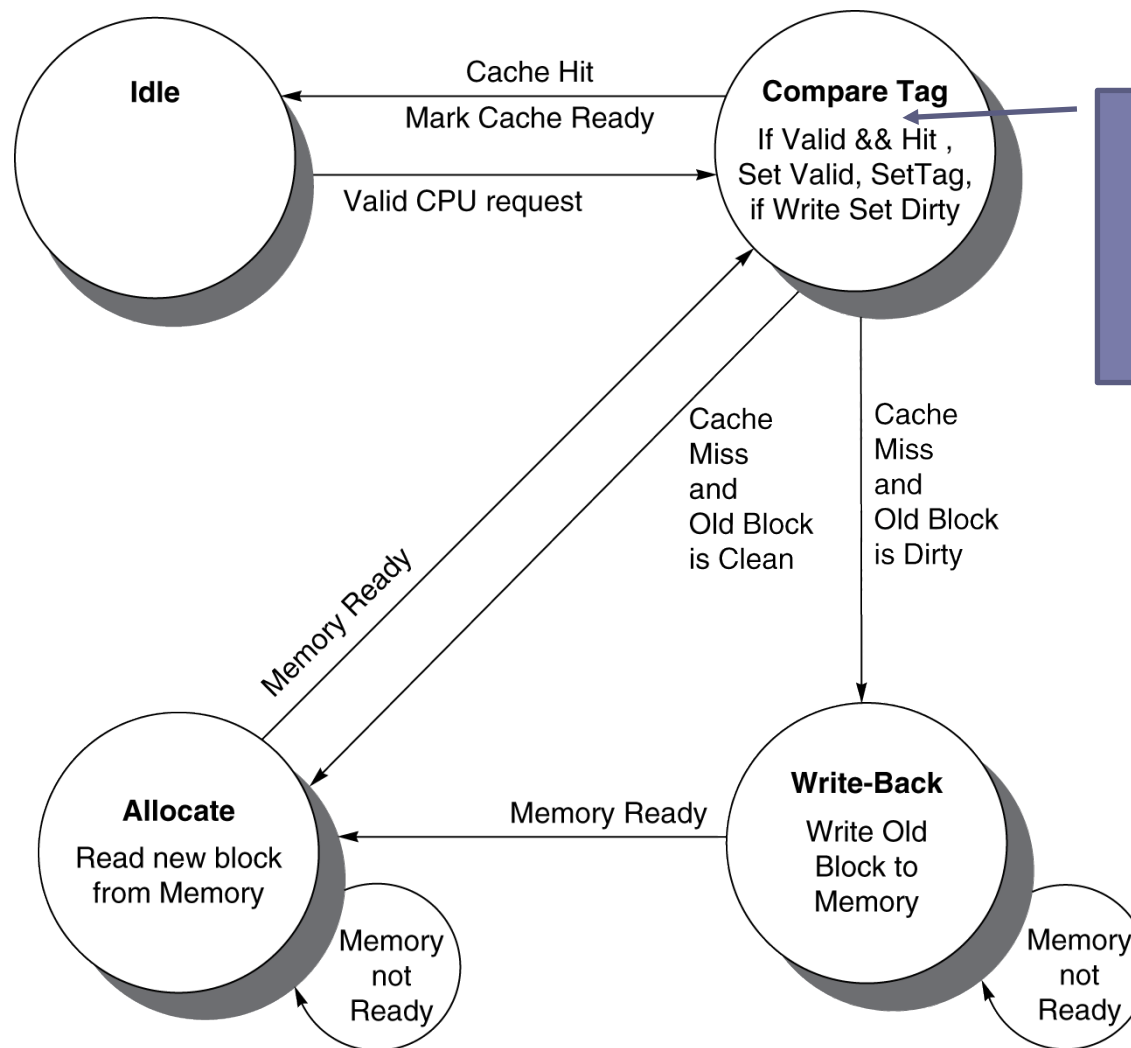 Idle
Cache Hit
Mark Cache Ready
Valid CPU request
Compare Tag
If Valid && Hit ,
Set Valid, SetTag,
if Write Set Dirty
Cache
Miss
and
Old Block
is Clean
Cache
Miss
and
Old Block
is Dirty
Memory Ready
Allocate
Read new block
from Memory
Memory
not
Ready
Memory Ready
Write-Back
Write Old
Block to
Memory
Memory
not
Ready